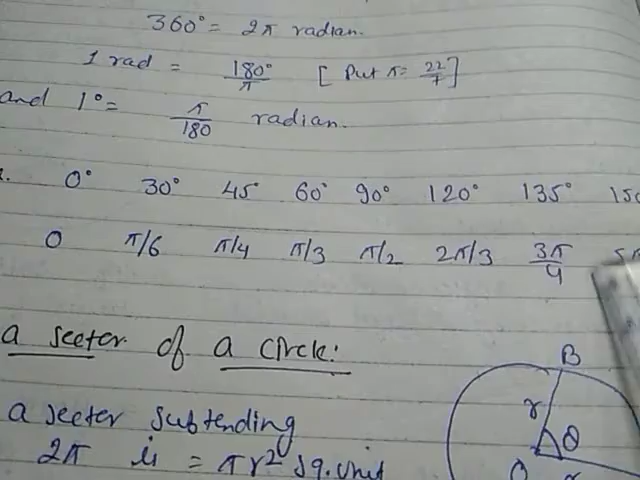 360° = 2π radian.
1 rad = 180°/π [Put π = 22/7]
and 1° = π/180 radian.
0° 30° 45° 60° 90° 120° 135° 150
0 π/6 π/4 π/3 π/2 2π/3 3π/4 5π
a sector of a circle:
B
a sector subtending
r θ
2π is = πr² sq. unit
O r